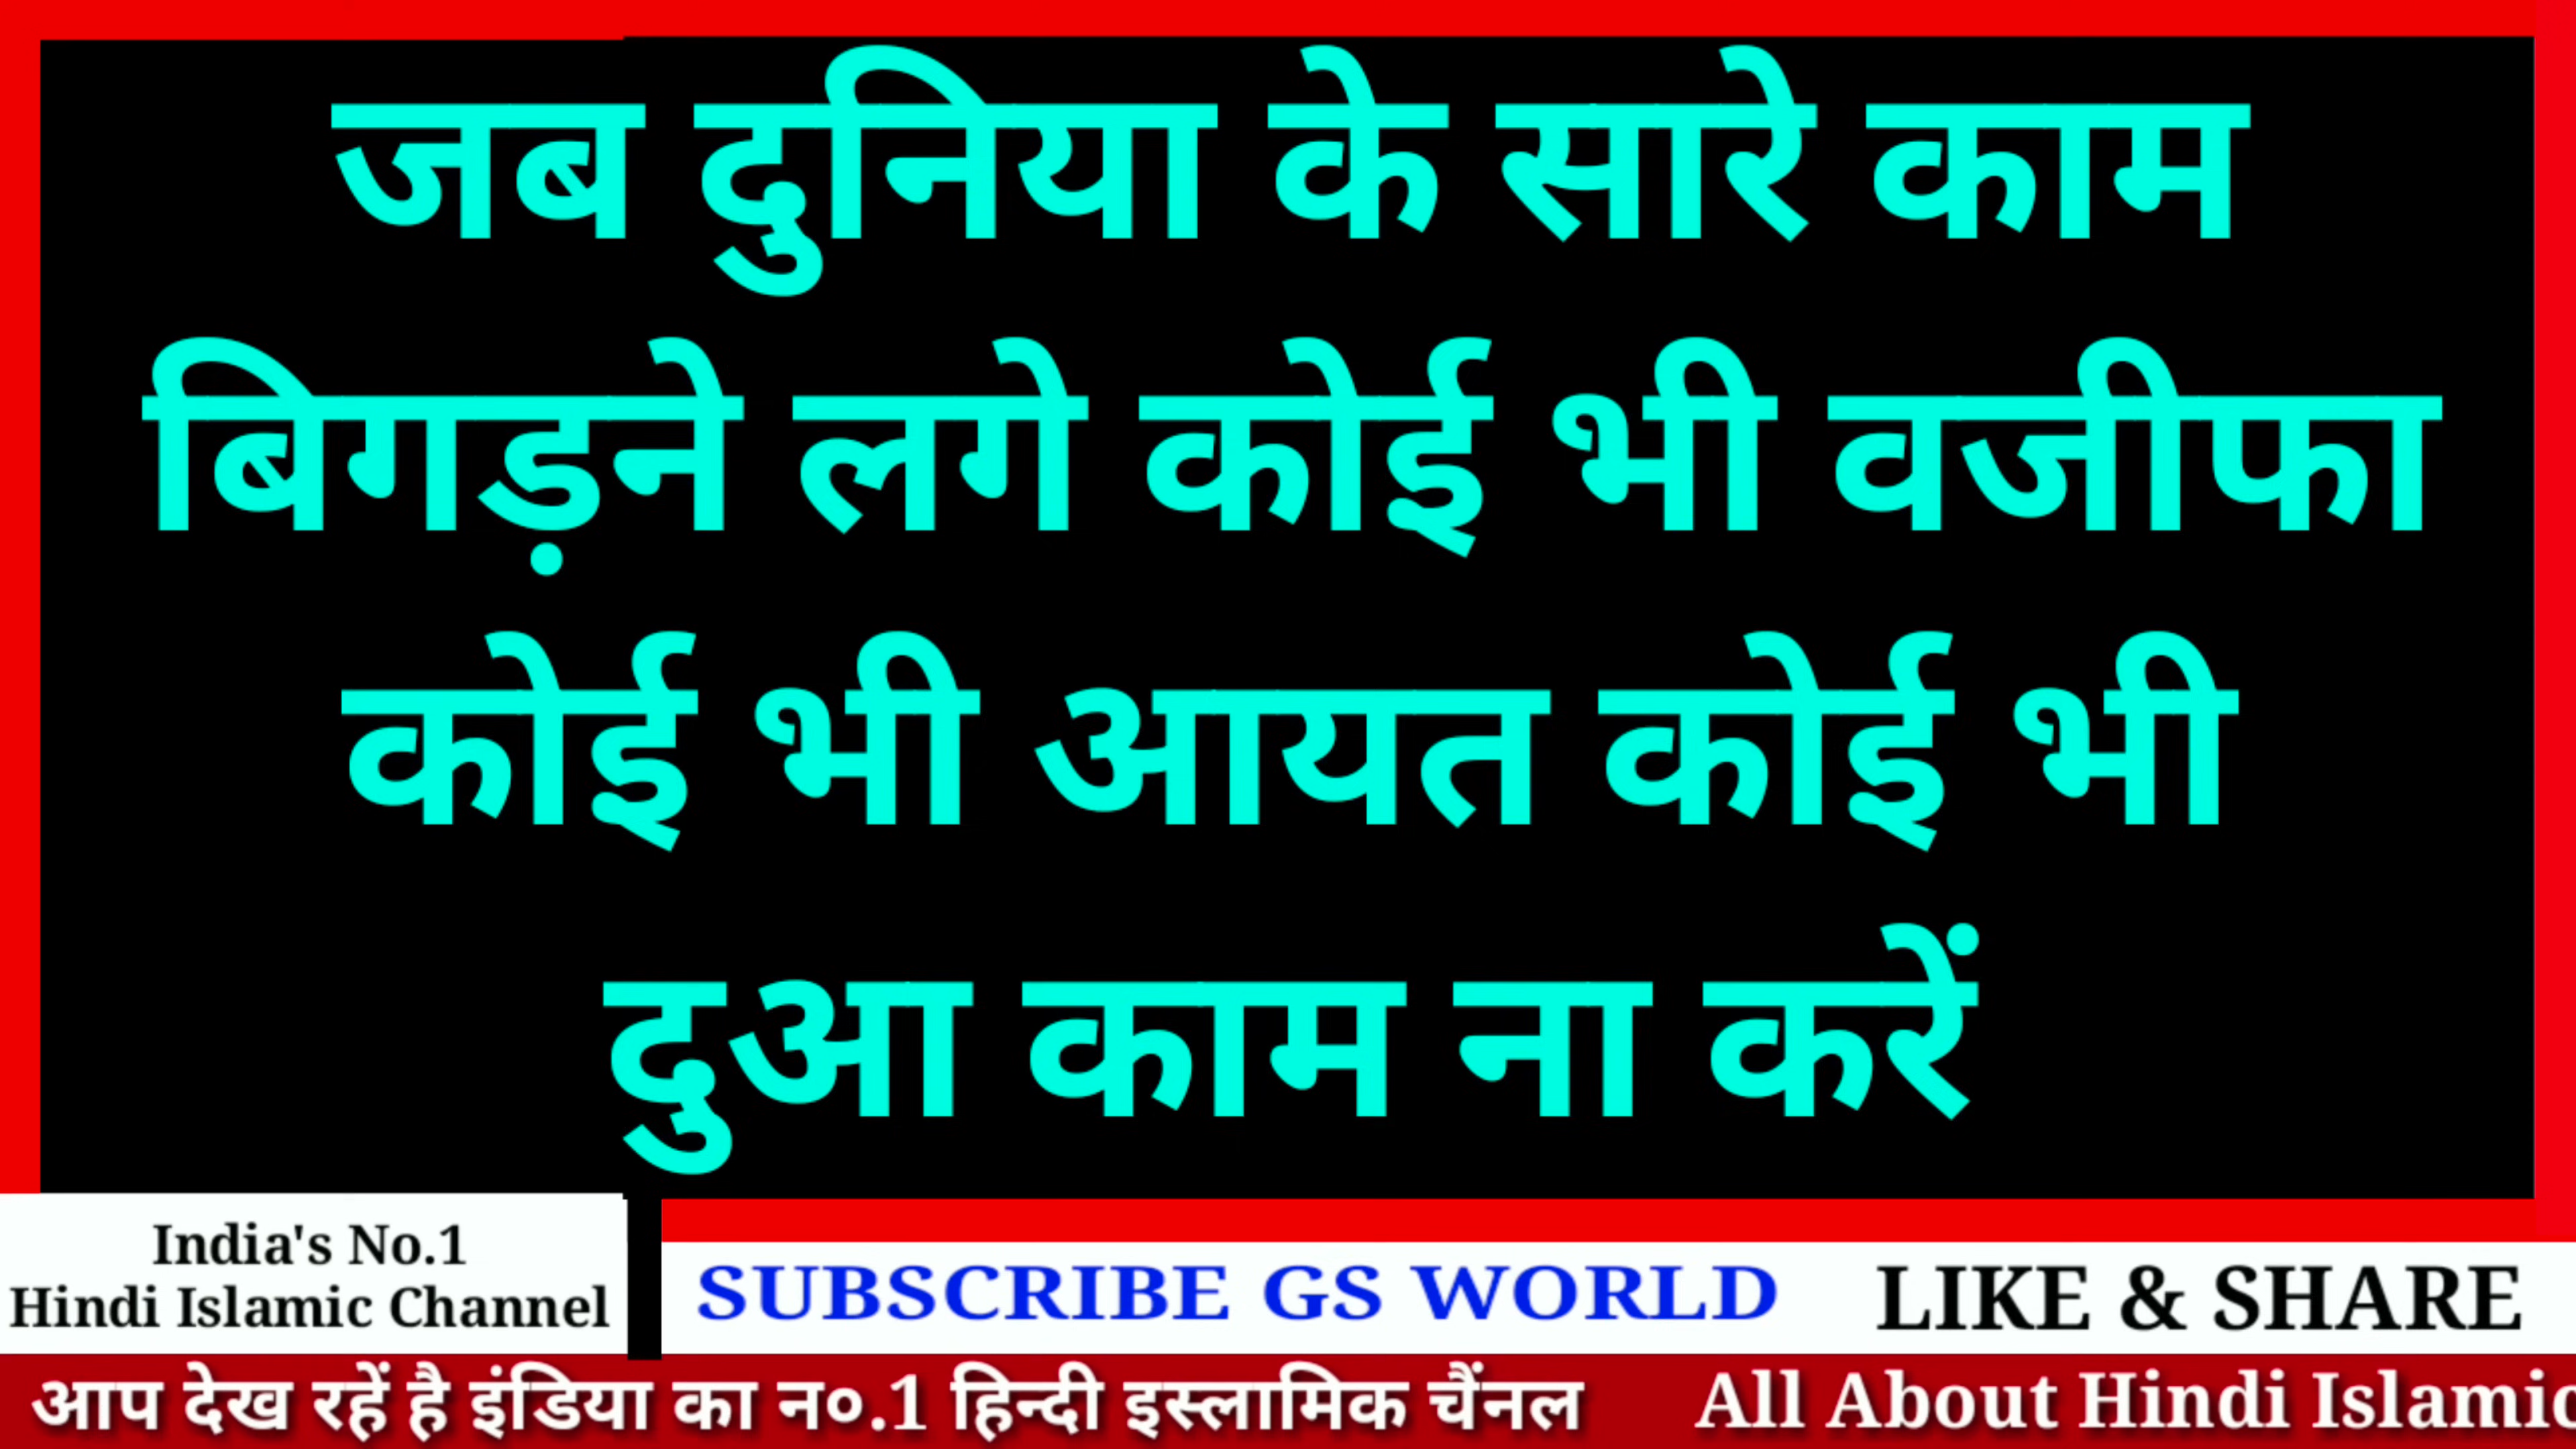 जब दुनिया के सारे काम
बिगड़ने लगे कोई भी वजीफा
कोई भी आयत कोई भी
दुआ काम ना करें
India's No.1
Hindi Islamic Channel
SUBSCRIBE GS WORLD
LIKE & SHARE
आप देख रहें है इंडिया का न०.1 हिन्दी इस्लामिक चैंनल
All About Hindi Islamic